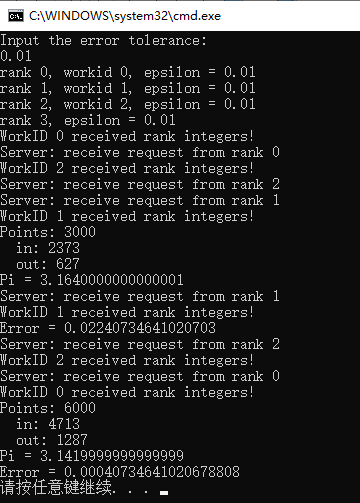 C:\WINDOWS\system32\cmd.exe
Input the error tolerance:
0.01
rank 0, workid 0, epsilon = 0.01
rank 1, workid 1, epsilon = 0.01
rank 2, workid 2, epsilon = 0.01
rank 3, epsilon = 0.01
WorkID 0 received rank integers!
Server: receive request from rank 0
WorkID 2 received rank integers!
Server: receive request from rank 2
Server: receive request from rank 1
WorkID 1 received rank integers!
Points: 3000
  in: 2373
  out: 627
Pi = 3.1640000000000001
Server: receive request from rank 1
WorkID 1 received rank integers!
Error = 0.02240734641020703
Server: receive request from rank 2
WorkID 2 received rank integers!
Server: receive request from rank 0
WorkID 0 received rank integers!
Points: 6000
  in: 4713
  out: 1287
Pi = 3.1419999999999999
Error = 0.00040734641020678808
请按任意键继续. . .